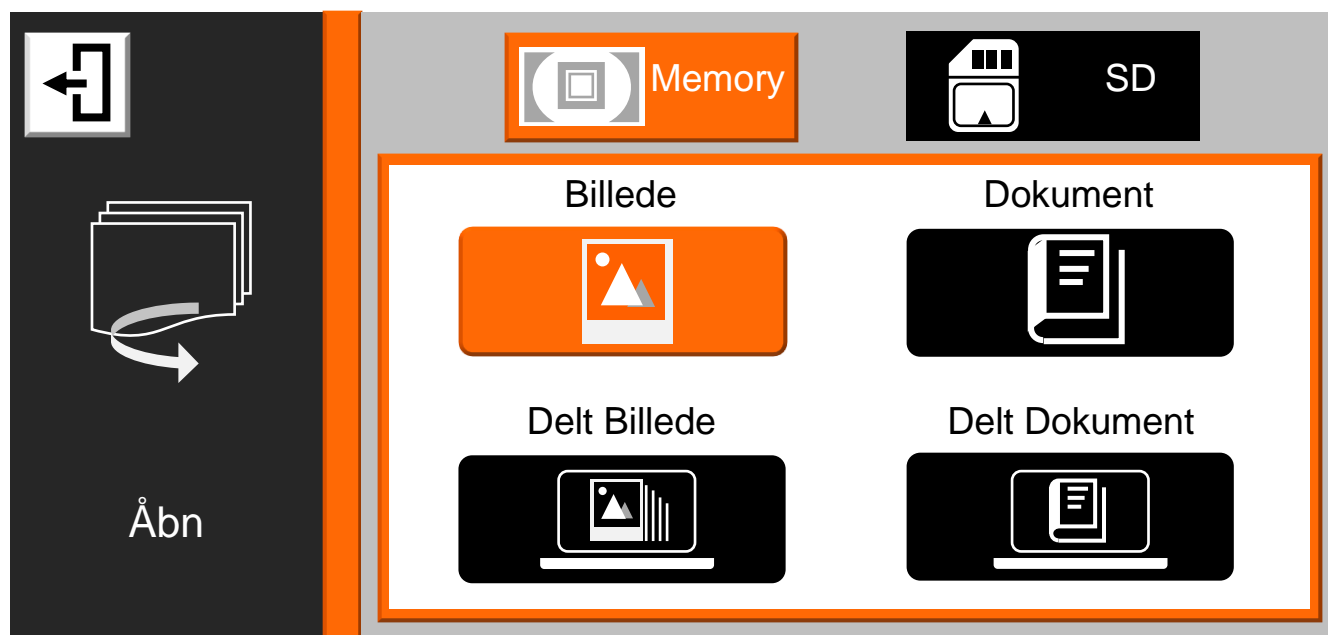 Memory
SD
Billede
Dokument
Delt Billede
Delt Dokument
Åbn